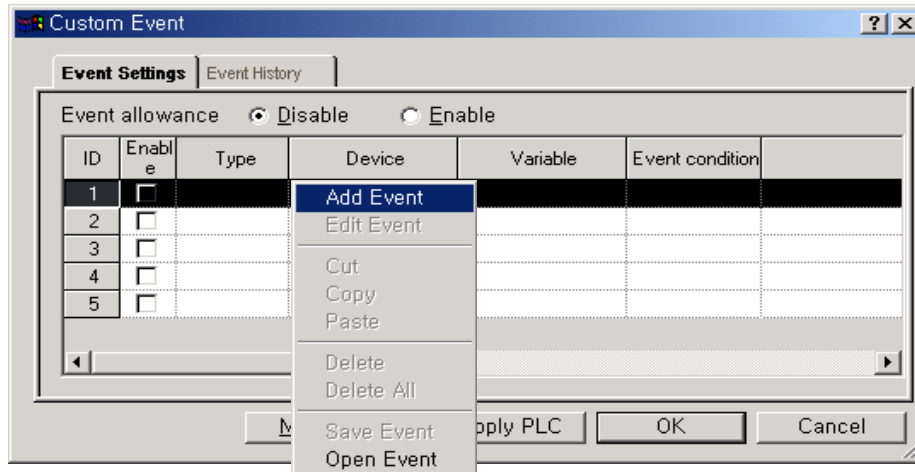 Custom Event
Event Settings Event History
Event allowance Disable Enable
ID Enable Type Device Variable Event condition
1
2
3
4
5
Add Event
Edit Event
Cut
Copy
Paste
Delete
Delete All
Save Event
Open Event
PLC OK Cancel